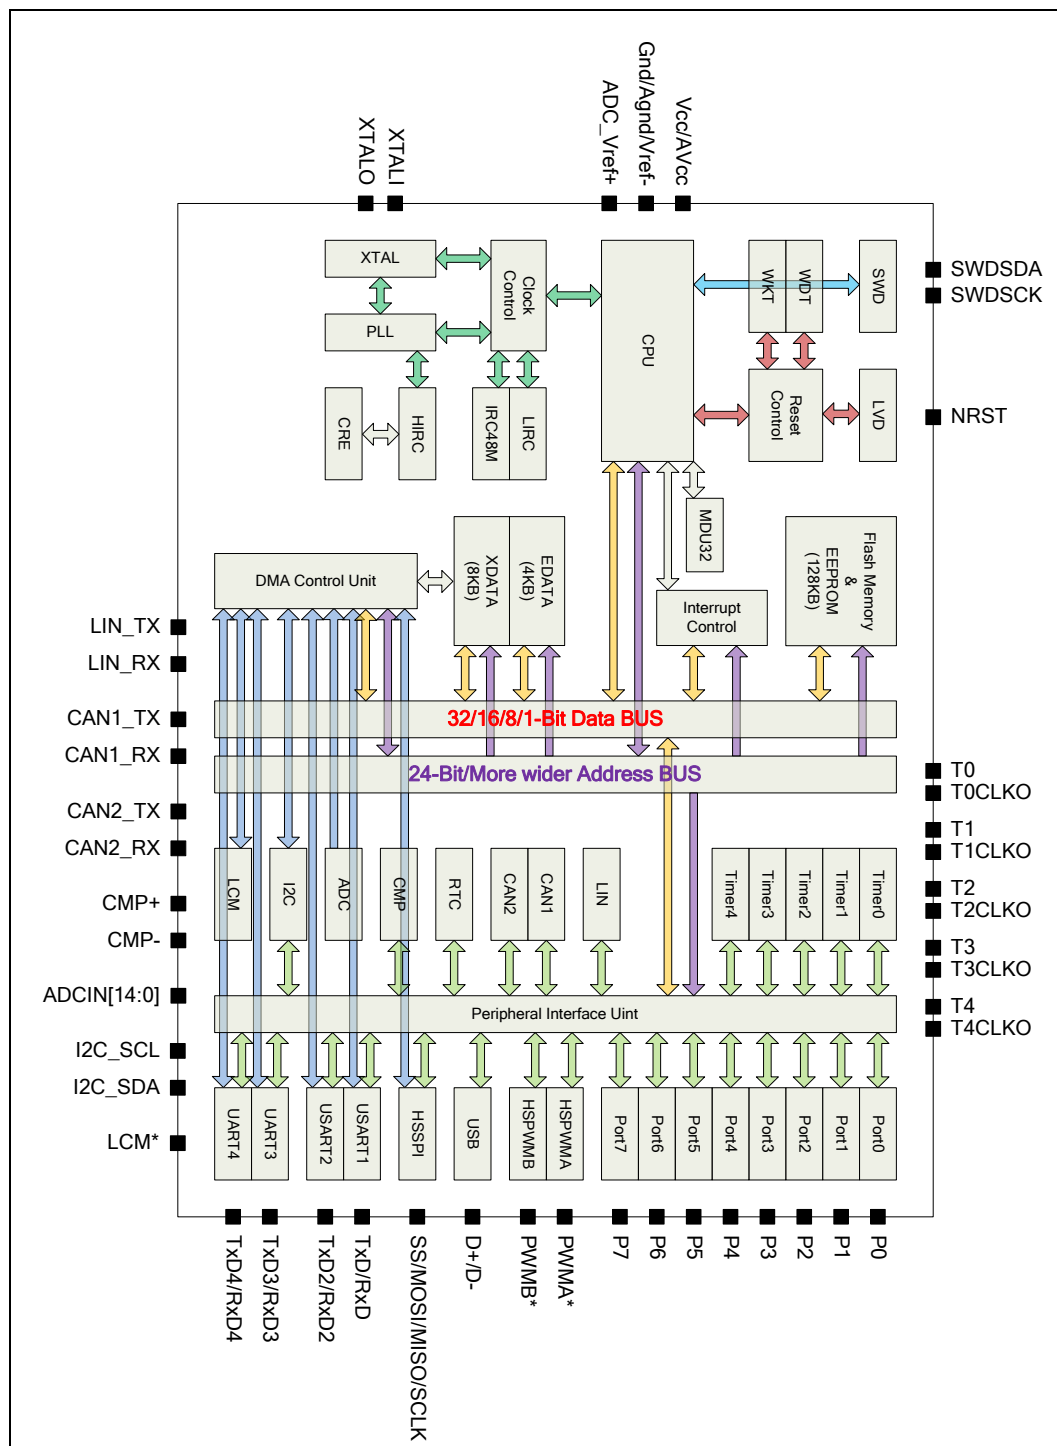 XTALO
XTALI
ADC_Vref+
Gnd/Agnd/Vref-
Vcc/AVcc
XTAL
PLL
Clock
Control
CRE
HIRC
IRC48M
LIRC
CPU
WKT
WDT
SWD
Reset
Control
LVD
SWDSDA
SWDSCK
NRST
MDU32
DMA Control Unit
XDATA
(8KB)
EDATA
(4KB)
Interrupt
Control
Flash Memory
&
EEPROM
(128KB)
32/16/8/1-Bit Data BUS
24-Bit/More wider Address BUS
LIN_TX
LIN_RX
CAN1_TX
CAN1_RX
CAN2_TX
CAN2_RX
CMP+
CMP-
ADCIN[14:0]
I2C_SCL
I2C_SDA
LCM*
T0
T0CLKO
T1
T1CLKO
T2
T2CLKO
T3
T3CLKO
T4
T4CLKO
LCM
I2C
ADC
CMP
RTC
CAN2
CAN1
LIN
Timer4
Timer3
Timer2
Timer1
Timer0
Peripheral Interface Uint
UART4
UART3
USART2
USART1
HSSPI
USB
HSPWMB
HSPWMA
Port7
Port6
Port5
Port4
Port3
Port2
Port1
Port0
TxD4/RxD4
TxD3/RxD3
TxD2/RxD2
TxD/RxD
SS/MOSI/MISO/SCLK
D+/D-
PWMB*
PWMA*
P7
P6
P5
P4
P3
P2
P1
P0